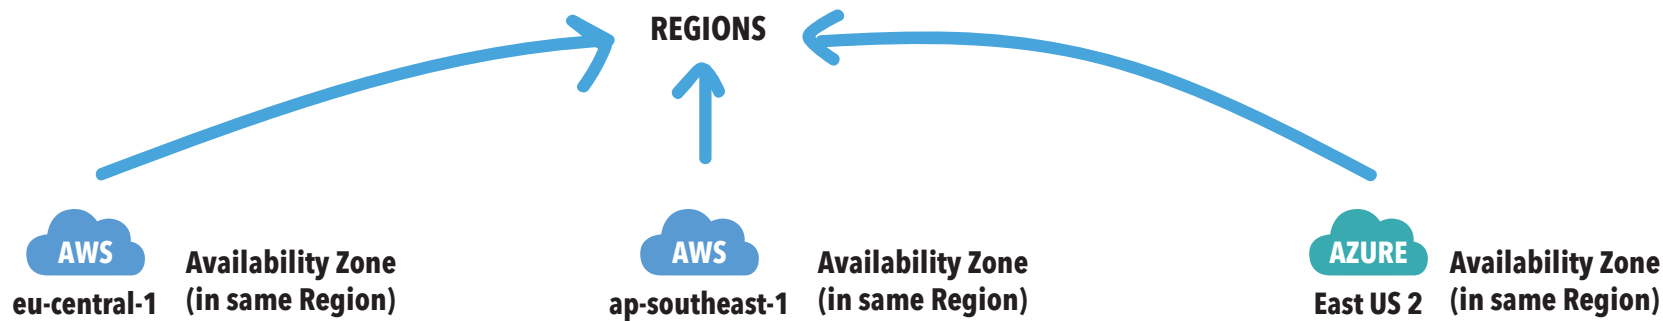 REGIONS
AWS
eu-central-1
Availability Zone
(in same Region)
AWS
ap-southeast-1
Availability Zone
(in same Region)
AZURE
East US 2
Availability Zone
(in same Region)